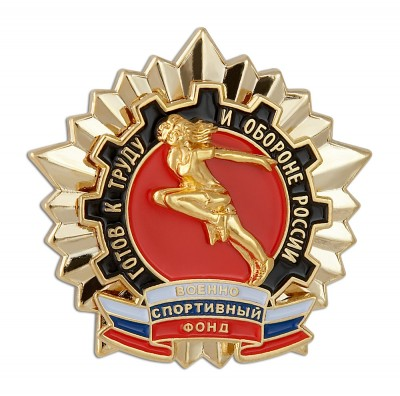 ГОТОВ К ТРУДУ И ОБОРОНЕ РОССИИ
ВОЕННО
СПОРТИВНЫЙ
ФОНД